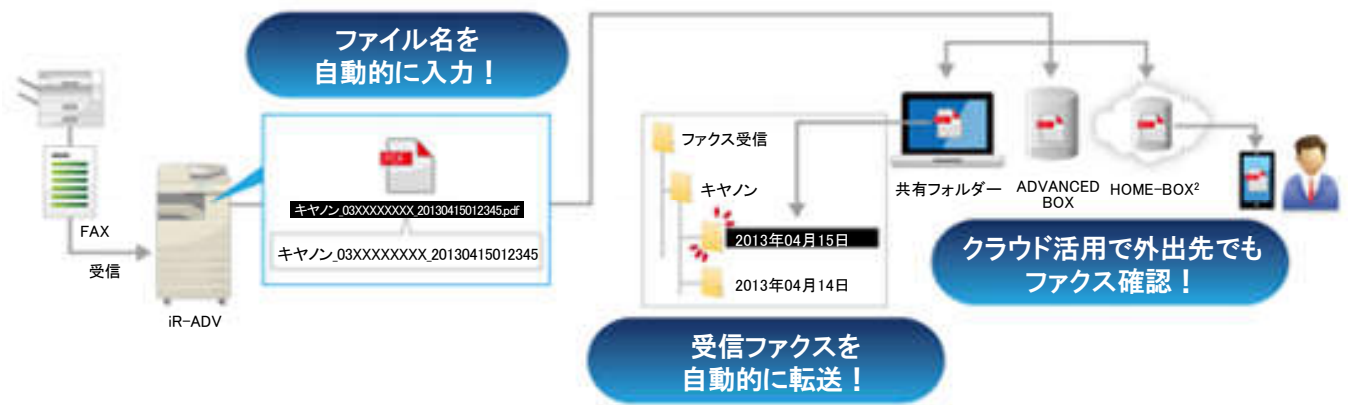 ファイル名を
自動的に入力！
FAX
受信
iR-ADV
PDF
キヤノン_03XXXXXXXX_20130415012345.pdf
キヤノン_03XXXXXXXX_20130415012345
ファクス受信
キヤノン
2013年04月15日
2013年04月14日
受信ファクスを
自動的に転送！
共有フォルダー
ADVANCED
BOX
HOME-BOX²
クラウド活用で外出先でも
ファクス確認！